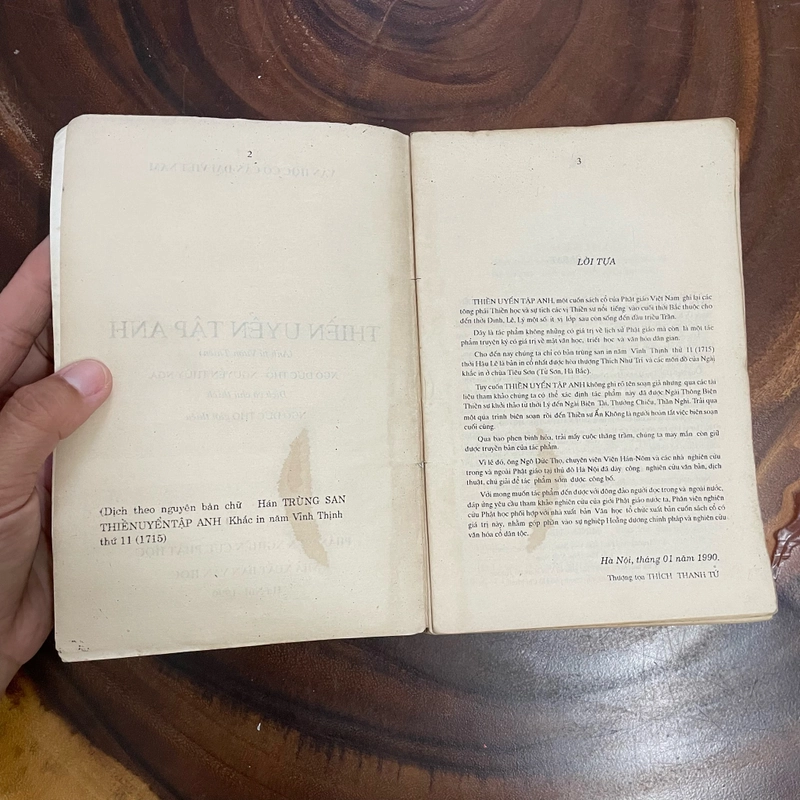 2
(Dịch theo nguyên bản chữ Hán TRÙNG SAN
THIỀNUYỂNTẬP ANH (Khắc in năm Vĩnh Thịnh
thứ 11 (1715)
3
LỜI TỰA
THIỀN UYỂN TẬP ANH, một cuốn sách cổ của Phật giáo Việt Nam ghi lại các
tông phái Thiền học và sự tích các vị Thiền sư nổi tiếng vào cuối thời Bắc thuộc cho
đến thời Đinh, Lê, Lý một số ít vị lớp sau còn sống đến đầu triều Trần.
Đây là tác phẩm không những có giá trị về lịch sử Phật giáo mà còn là một tác
phẩm truyện ký có giá trị về mặt văn học, triết học và văn hóa dân gian.
Cho đến nay chúng ta chỉ có bản trùng san in năm Vĩnh Thịnh thứ 11 (1715)
thời Hậu Lê là bản in cổ nhất được hòa thượng Thích Như Trí và các môn đồ của Ngài
khắc in ở chùa Tiêu Sơn (Từ Sơn, Hà Bắc).
Tuy cuốn THIỀN UYỂN TẬP ANH không ghi rõ tên soạn giả nhưng qua các tài
liệu tham khảo chúng ta có thể xác định tác phẩm này đã được Ngài Thông Biện
Thiền sư khởi thảo từ thời Lý đến Ngài Biện Tài, Thường Chiếu, Thần Nghi. Trải qua
một quá trình biên soạn rồi đến Thiền sư Ẩn Không là người hoàn tất việc biên soạn
cuối cùng.
Qua bao phen binh hỏa, trải mấy cuộc thăng trầm, chúng ta may mắn còn giữ
được truyền bản của tác phẩm.
Vì lẽ đó, ông Ngô Đức Thọ, chuyên viên Viện Hán-Nôm và các nhà nghiên cứu
trong và ngoài Phật giáo tại thủ đô Hà Nội đã dày công nghiên cứu văn bản, dịch
thuật, chú giải để tác phẩm sớm được công bố.
Với mong muốn tác phẩm đến được với đông đảo người đọc trong và ngoài nước,
đáp ứng yêu cầu tham khảo nghiên cứu của giới Phật giáo nước ta, Phân viện nghiên
cứu Phật học phối hợp với nhà xuất bản Văn học tổ chức xuất bản cuốn sách cổ có
giá trị này, nhằm góp phần vào sự nghiệp Hoằng dương chính pháp và nghiên cứu
văn hóa cổ dân tộc.
Hà Nội, tháng 01 năm 1990.
Thượng tọa THÍCH THANH TỨ